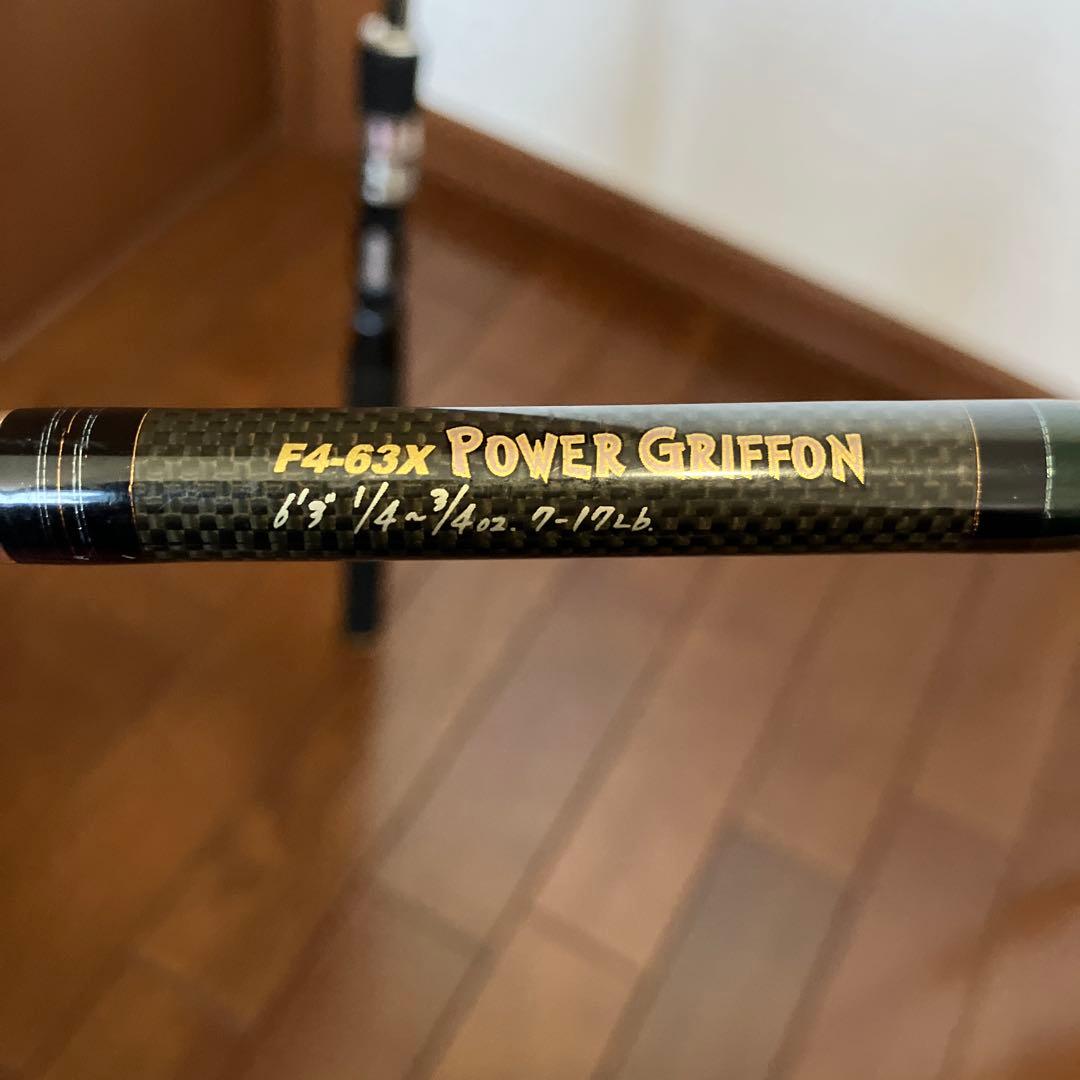 F4-63X POWER GRIFFON
6'3" 1/4~3/4oz. 7-17Lb.